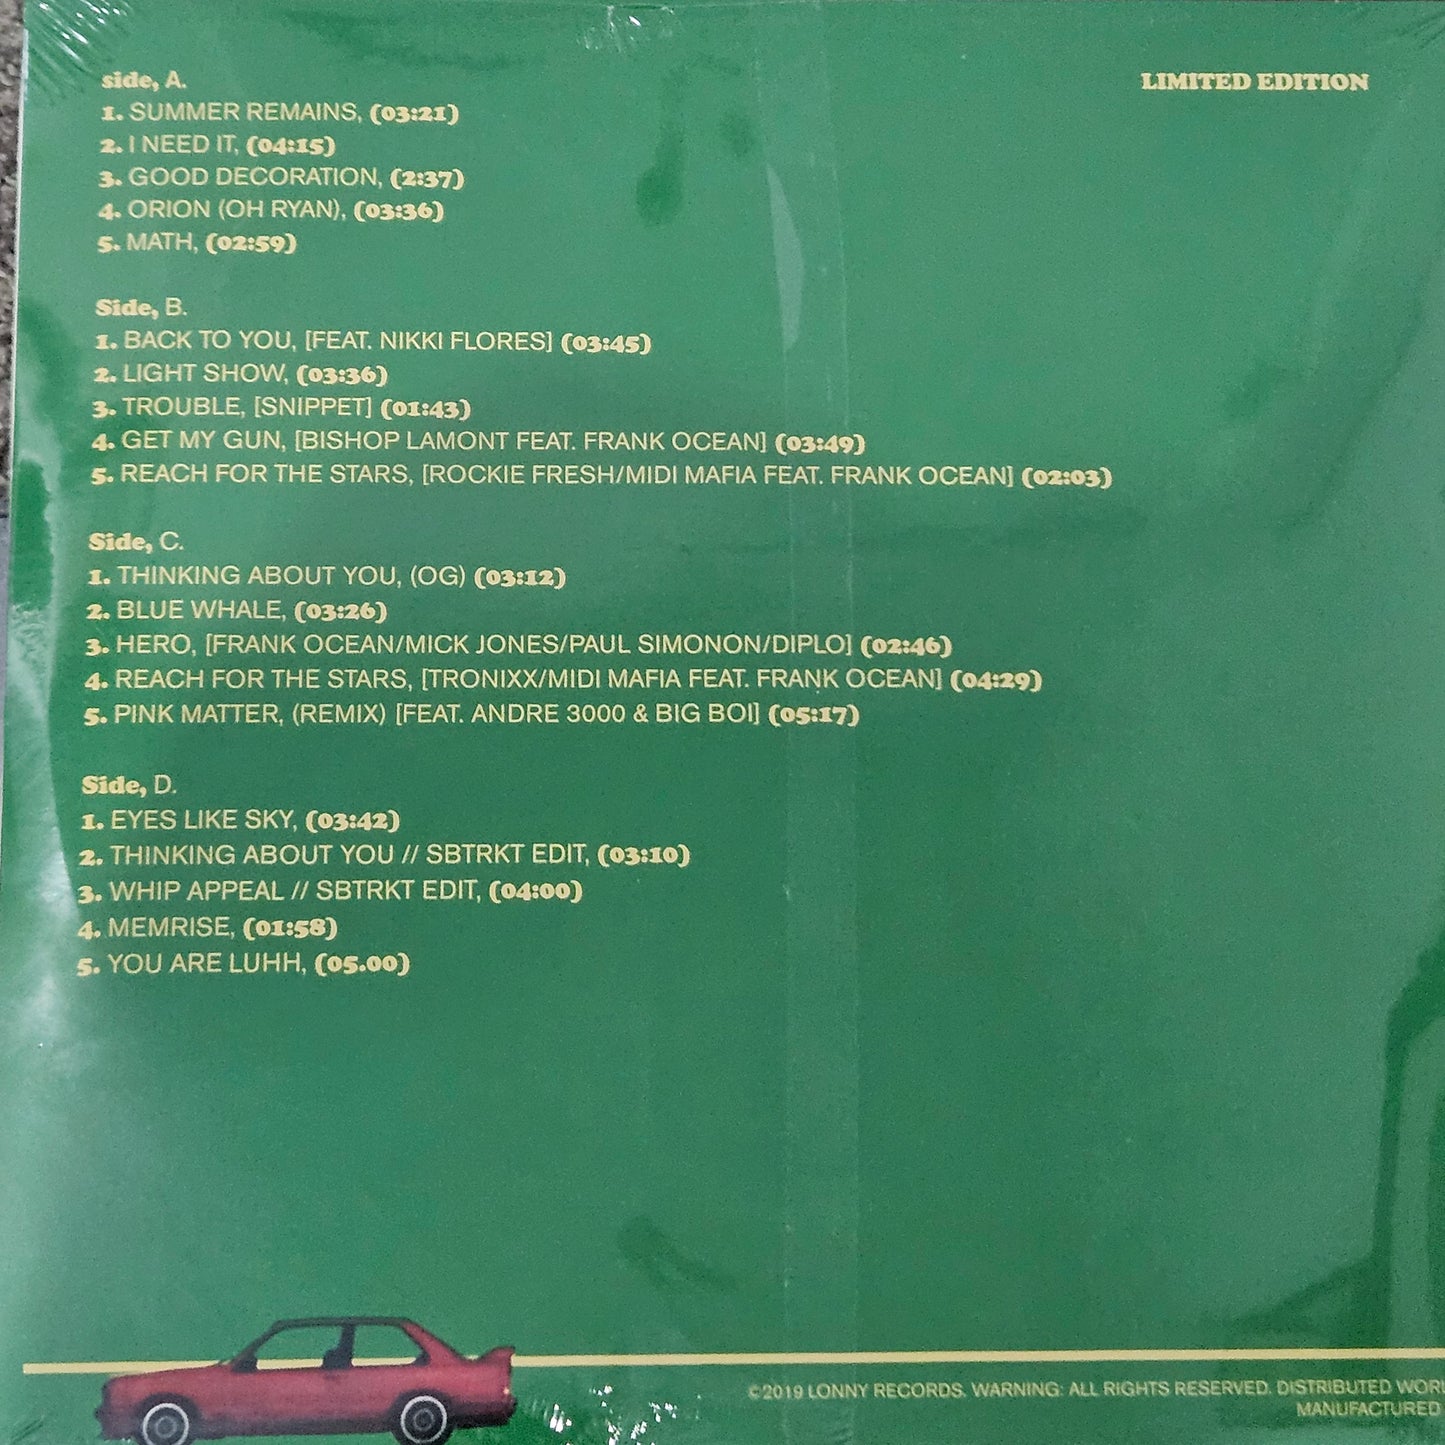 side, A.
LIMITED EDITION
1. SUMMER REMAINS, (03:21)
2. I NEED IT, (04:15)
3. GOOD DECORATION, (2:37)
4. ORION (OH RYAN), (03:36)
5. MATH, (02:59)
Side, B.
1. BACK TO YOU, [FEAT. NIKKI FLORES] (03:45)
2. LIGHT SHOW, (03:36)
3. TROUBLE, [SNIPPET] (01:43)
4. GET MY GUN, [BISHOP LAMONT FEAT. FRANK OCEAN] (03:49)
5. REACH FOR THE STARS, [ROCKIE FRESH/MIDI MAFIA FEAT. FRANK OCEAN] (02:03)
Side, C.
1. THINKING ABOUT YOU, (OG) (03:12)
2. BLUE WHALE, (03:26)
3. HERO, [FRANK OCEAN/MICK JONES/PAUL SIMONON/DIPLO] (02:46)
4. REACH FOR THE STARS, [TRONIXX/MIDI MAFIA FEAT. FRANK OCEAN] (04:29)
5. PINK MATTER, (REMIX) [FEAT. ANDRE 3000 & BIG BOI] (05:17)
Side, D.
1. EYES LIKE SKY, (03:42)
2. THINKING ABOUT YOU // SBTRKT EDIT, (03:10)
3. WHIP APPEAL // SBTRKT EDIT, (04:00)
4. MEMRISE, (01:58)
5. YOU ARE LUHH, (05.00)
©2019 LONNY RECORDS. WARNING: ALL RIGHTS RESERVED. DISTRIBUTED
MANUFACTURED